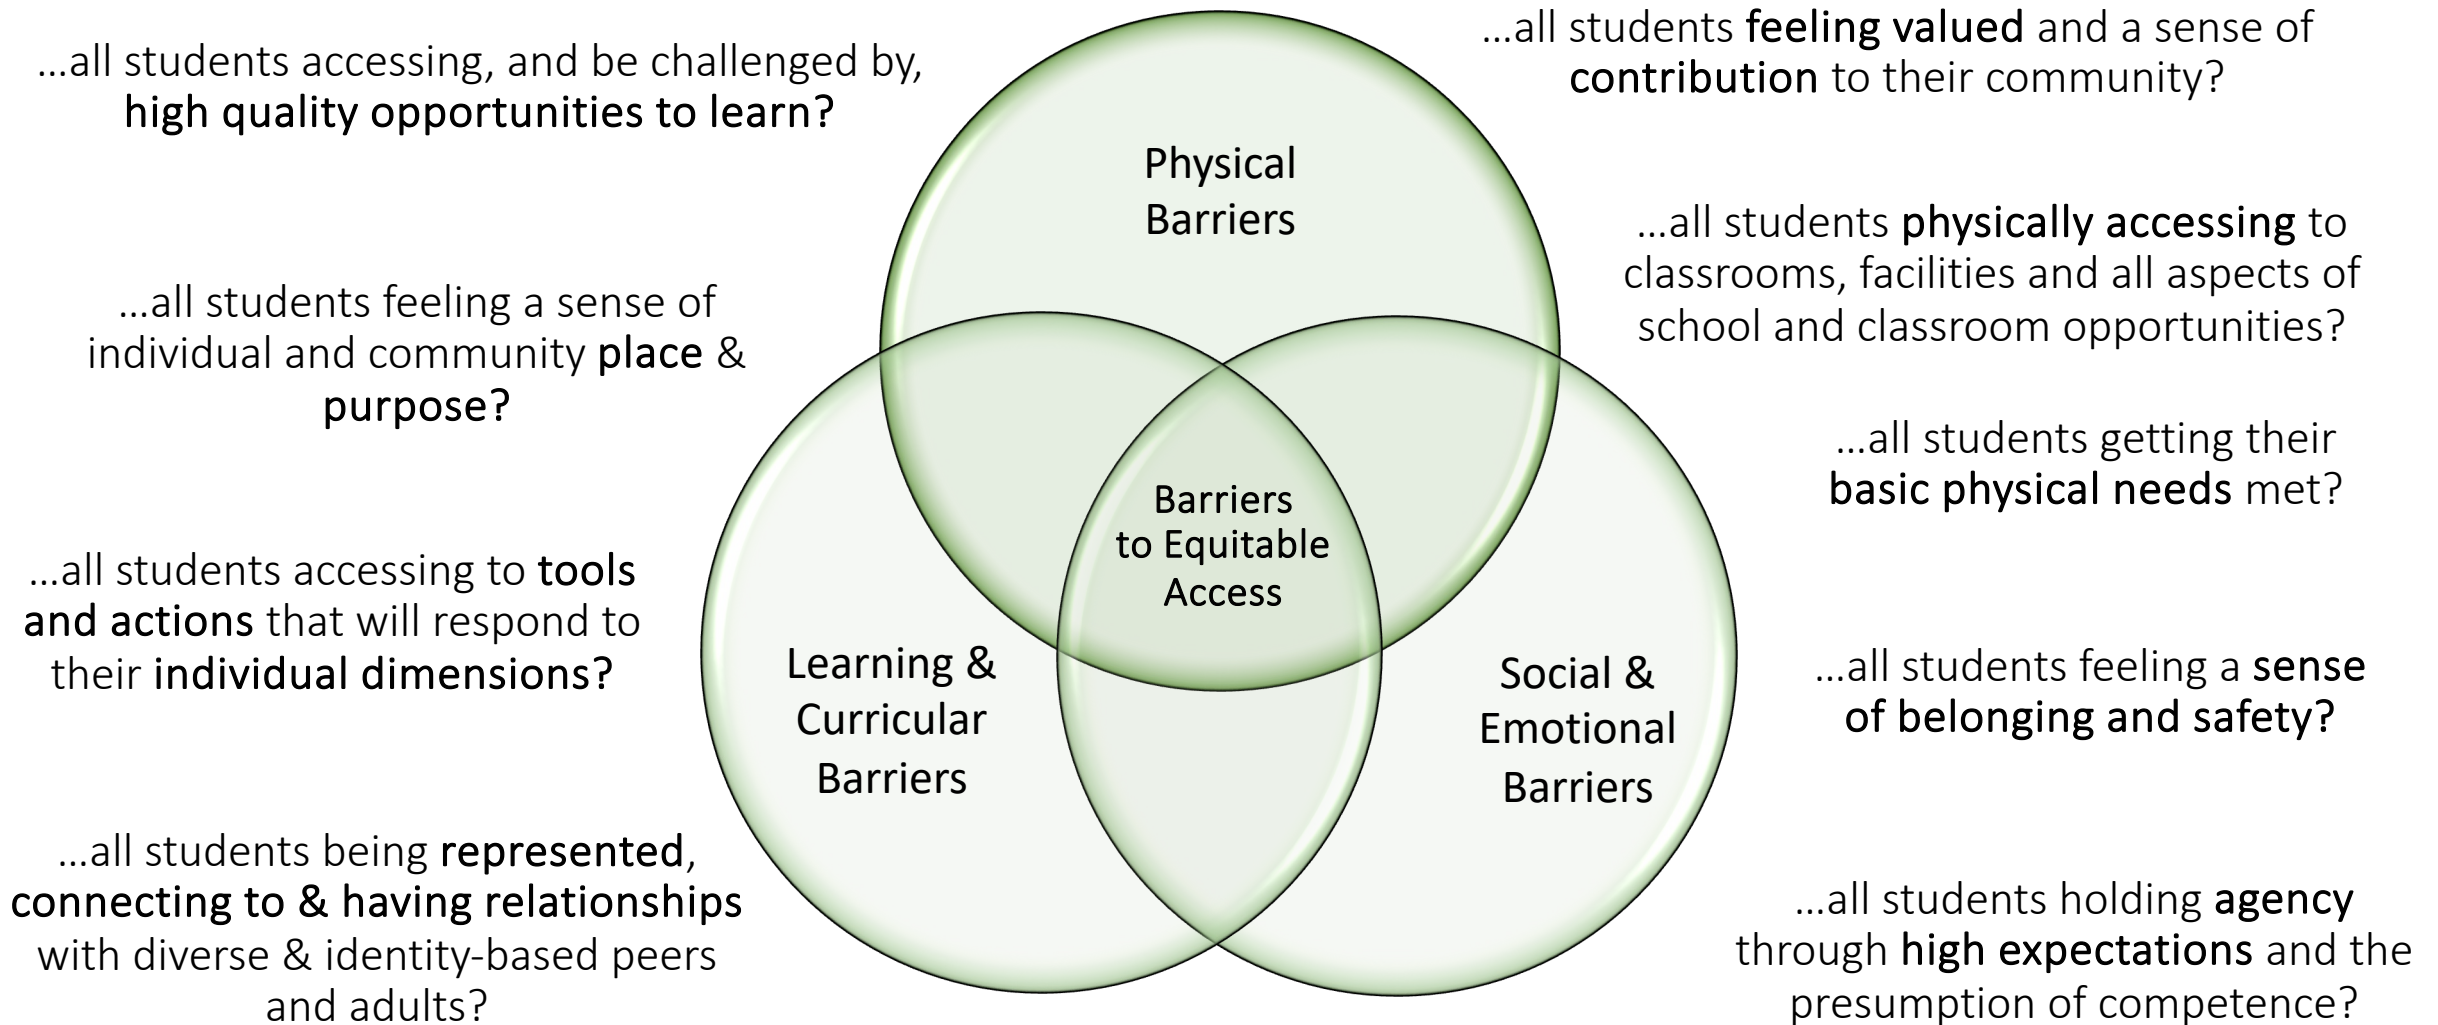 ...all students accessing, and be challenged by,
high quality opportunities to learn?
...all students feeling a sense of
individual and community place &
purpose?
...all students accessing to tools
and actions that will respond to
their individual dimensions?
...all students being represented,
connecting to & having relationships
with diverse & identity-based peers
and adults?
Physical
Barriers
Barriers
to Equitable
Access
Learning &
Curricular
Barriers
Social &
Emotional
Barriers
...all students feeling valued and a sense of
contribution to their community?
...all students physically accessing to
classrooms, facilities and all aspects of
school and classroom opportunities?
...all students getting their
basic physical needs met?
...all students feeling a sense
of belonging and safety?
...all students holding agency
through high expectations and the
presumption of competence?